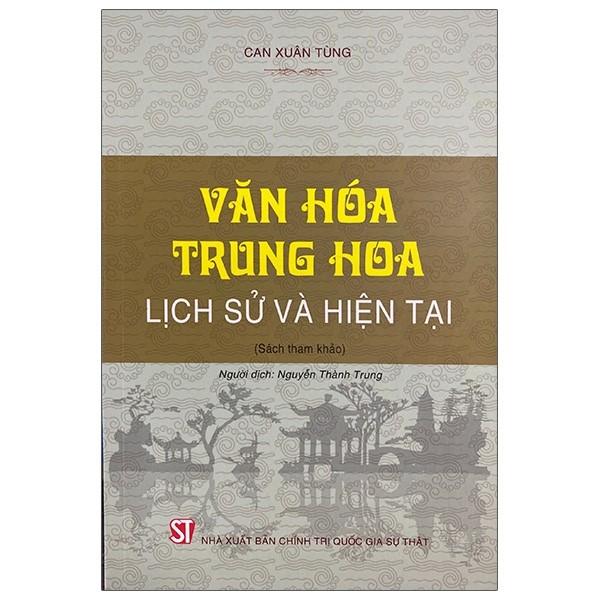 CAN XUÂN TÙNG
VĂN HÓA
TRUNG HOA
LỊCH SỬ VÀ HIỆN TẠI
(Sách tham khảo)
Người dịch: Nguyễn Thành Trung
ST
NHÀ XUẤT BẢN CHÍNH TRỊ QUỐC GIA SỰ THẬT